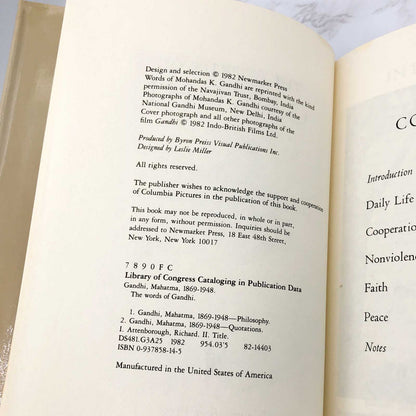 Design and selection © 1982 Newmarket Press
Words of Mohandas K. Gandhi are reprinted with the kind
permission of the Navajivan Trust, Bombay, India
Photographs of Mohandas K. Gandhi courtesy of the
National Gandhi Museum, New Delhi, India
Cover photograph and all other photographs of the
film Gandhi © 1982 Indo-British Films Ltd.
Produced by Byron Preiss Visual Publications Inc.
Designed by Leslie Miller
All rights reserved.
The publisher wishes to acknowledge the support and cooperation
of Columbia Pictures in the publication of this book.
This book may not be reproduced, in whole or in part,
in any form, without permission. Inquiries should be
addressed to Newmarket Press, 18 East 48th Street,
New York, New York 10017
7 8 9 0 F C
Library of Congress Cataloging in Publication Data
Gandhi, Mahatma, 1869-1948.
The words of Gandhi.
1. Gandhi, Mahatma, 1869-1948—Philosophy.
2. Gandhi, Mahatma, 1869-1948—Quotations.
I. Attenborough, Richard. II. Title.
DS481.G3A25 1982 954.03'5 82-14403
ISBN 0-937858-14-5
Manufactured in the United States of America
CO
Introduction
Daily Life
Cooperatio
Nonviolenc
Faith
Peace
Notes